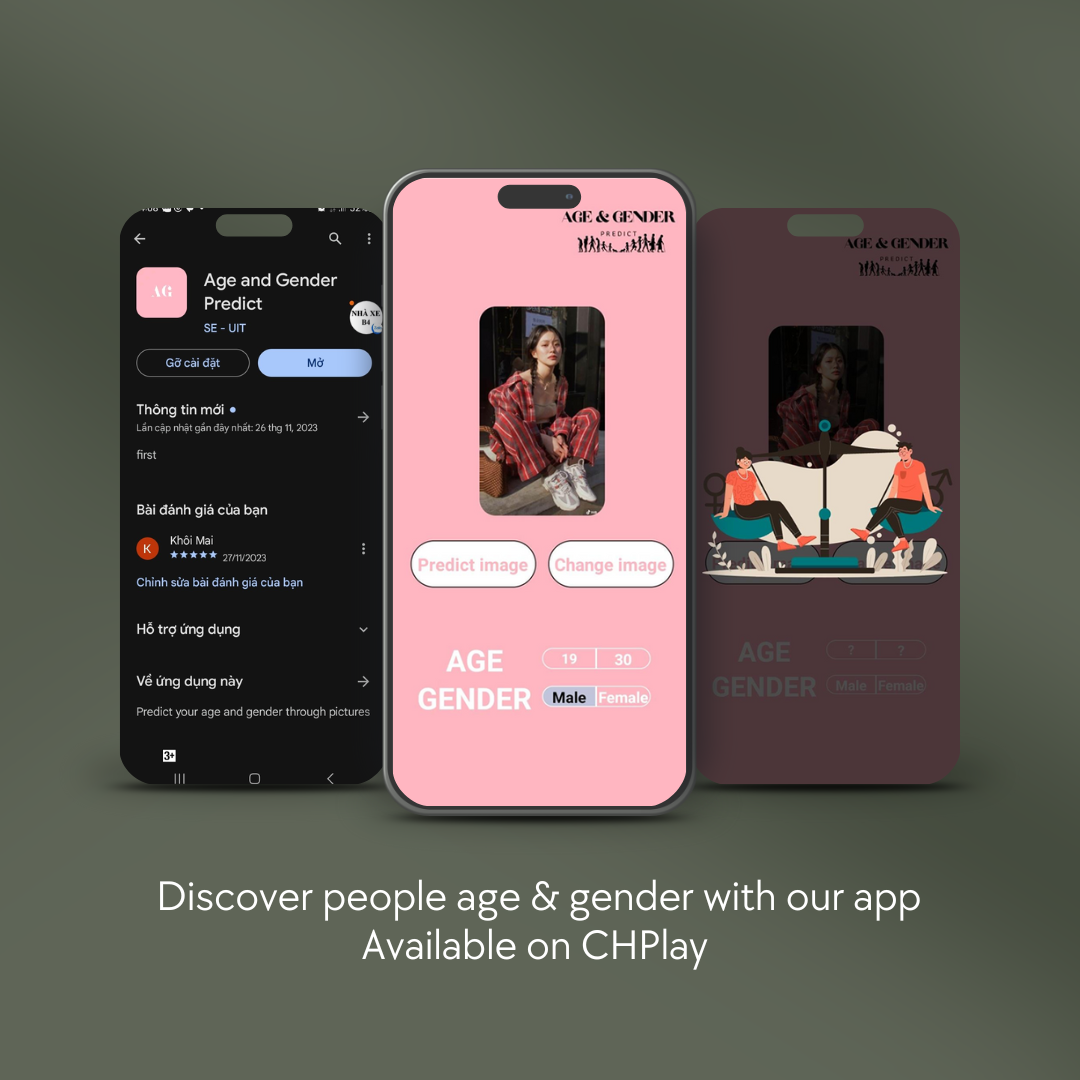 Age and Gender
Predict
AG
SE - UIT
NHÀ XE
B4
Gỡ cài đặt
Mở
Thông tin mới
Lần cập nhật gần đây nhất: 26 thg 11, 2023
first
Bài đánh giá của bạn
K
Khôi Mai
27/11/2023
Chỉnh sửa bài đánh giá của bạn
Hỗ trợ ứng dụng
Về ứng dụng này
Predict your age and gender through pictures
3+
AGE & GENDER
PREDICT
Predict image
Change image
AGE
19
30
GENDER
Male
Female
AGE & GENDER
PREDICT
AGE
?
?
GENDER
Male
Female
Discover people age & gender with our app
Available on CHPlay